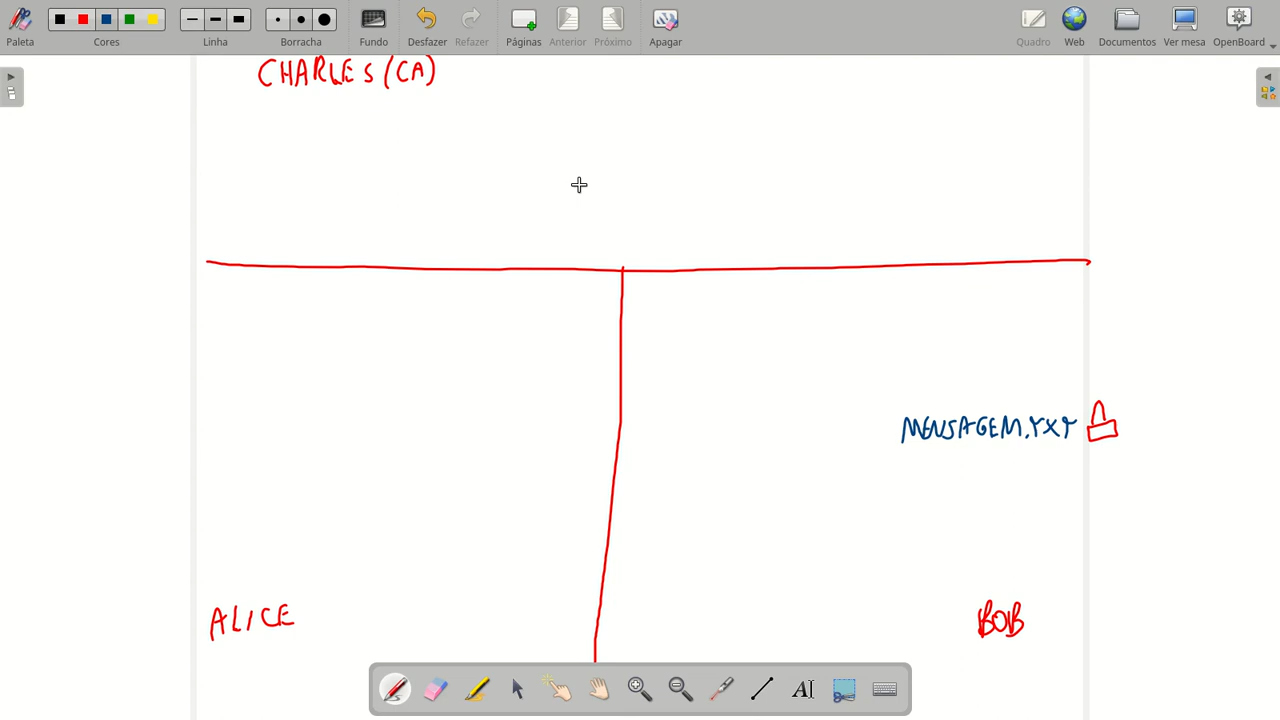 Paleta
Cores
Linha
Borracha
Fundo
Desfazer
Refazer
Páginas
Anterior
Próximo
Apagar
Quadro
Web
Documentos
Ver mesa
OpenBoard
CHARLES (CA)
MENSAGEM.TXT
ALICE
BOB
AI